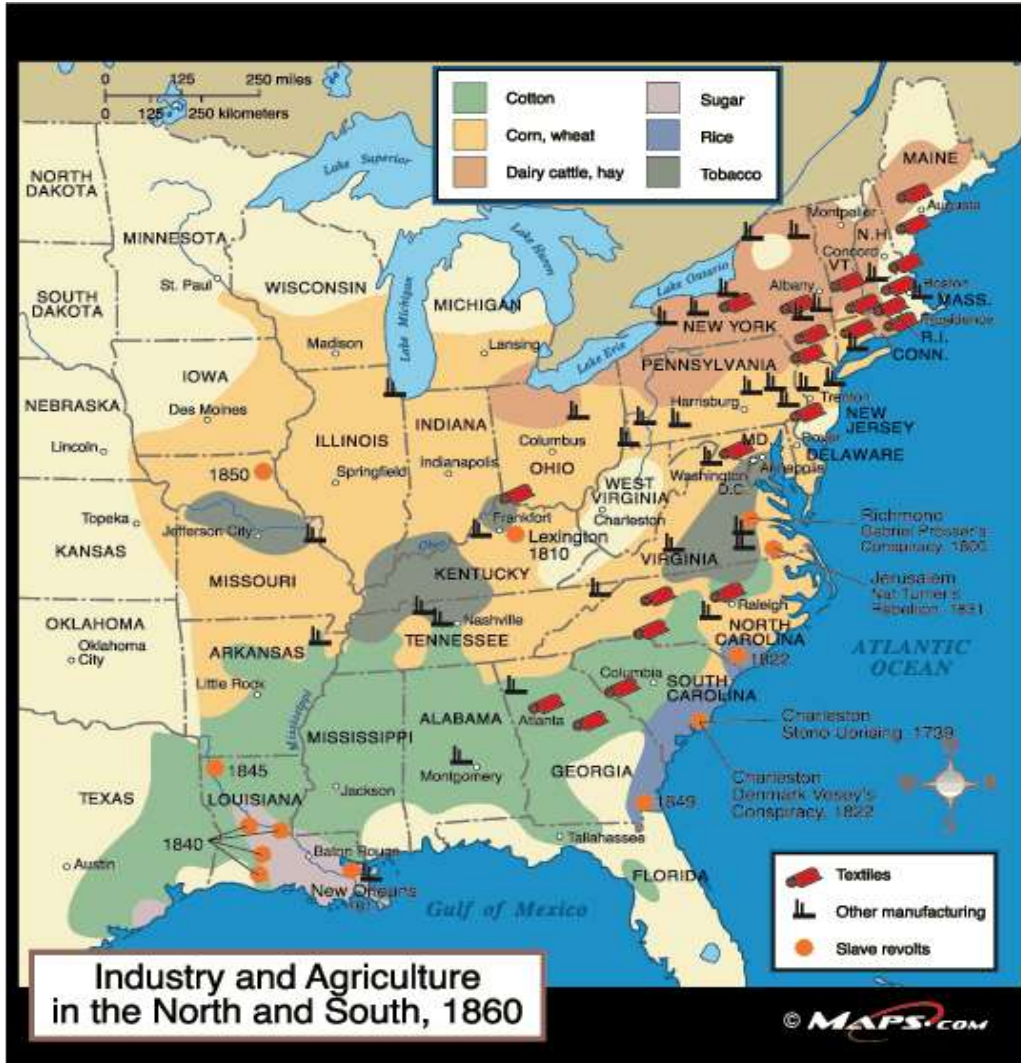 0 125 250 miles
0 125 250 kilometers
Cotton
Corn, wheat
Dairy cattle, hay
Sugar
Rice
Tobacco
NORTH
DAKOTA
MINNESOTA
St. Paul
Lake Superior
WISCONSIN
Madison
Lake Michigan
Lake Huron
MICHIGAN
Lansing
Lake Ontario
Lake Erie
MAINE
Augusta
Montpelier
N.H.
Concord
VT.
Albany
Boston
MASS.
R.I.
CONN.
NEW YORK
SOUTH
DAKOTA
IOWA
Des Moines
NEBRASKA
Lincoln
PENNSYLVANIA
Harrisburg
Trenton
NEW
JERSEY
Dover
DELAWARE
MD.
Annapolis
Washington
D.C.
ILLINOIS
Springfield
INDIANA
Indianapolis
Columbus
OHIO
WEST
VIRGINIA
Charleston
1850
Topeka
KANSAS
Jefferson City
MISSOURI
Frankfort
Lexington
1810
Ohio
KENTUCKY
VIRGINIA
Richmond
Gabriel Prosser's
Conspiracy, 1800
Jerusalem
Nat Turner's
Rebellion, 1831
OKLAHOMA
Oklahoma
City
ARKANSAS
Little Rock
Nashville
TENNESSEE
Raleigh
NORTH
CAROLINA
1822
ATLANTIC
OCEAN
Columbia
SOUTH
CAROLINA
Mississippi
MISSISSIPPI
Jackson
ALABAMA
Montgomery
Atlanta
GEORGIA
Charleston
Stono Uprising, 1739
Charleston
Denmark Vesey's
Conspiracy, 1822
1849
TEXAS
Austin
1845
LOUISIANA
1840
Baton Rouge
New Orleans
Tallahassee
FLORIDA
Gulf of Mexico
Textiles
Other manufacturing
Slave revolts
Industry and Agriculture
in the North and South, 1860
© MAPS.COM